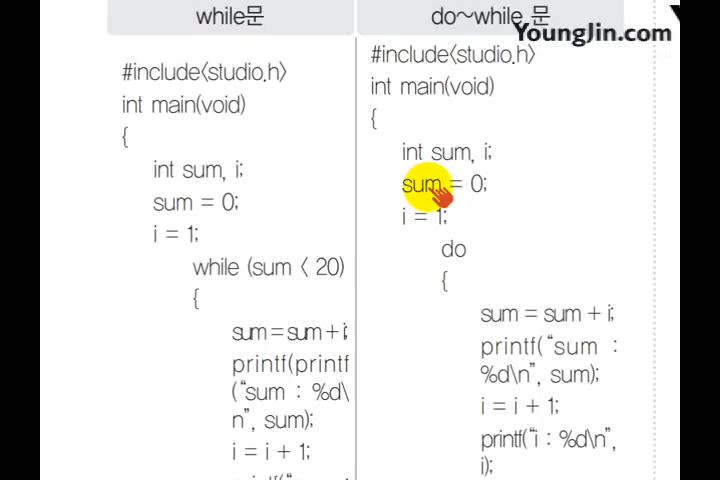 while문
#include<studio.h>
int main(void)
{
int sum, i;
sum = 0;
i = 1;
while (sum < 20)
{
sum=sum+i;
printf(printf
("sum : %d\
n", sum);
i = i + 1;
do~while 문
YoungJin.com
#include<studio.h>
int main(void)
{
int sum, i;
sum = 0;
i = 1;
do
{
sum = sum + i;
printf("sum :
%d\n", sum);
i = i + 1;
printf("i : %d\n",
i);